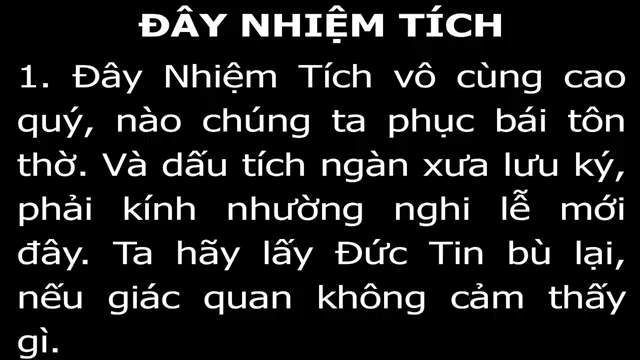 ĐÂY NHIỆM TÍCH
1. Đây Nhiệm Tích vô cùng cao
quý, nào chúng ta phục bái tôn
thờ. Và dấu tích ngàn xưa lưu ký,
phải kính nhường nghi lễ mới
đây. Ta hãy lấy Đức Tin bù lại,
nếu giác quan không cảm thấy
gì.